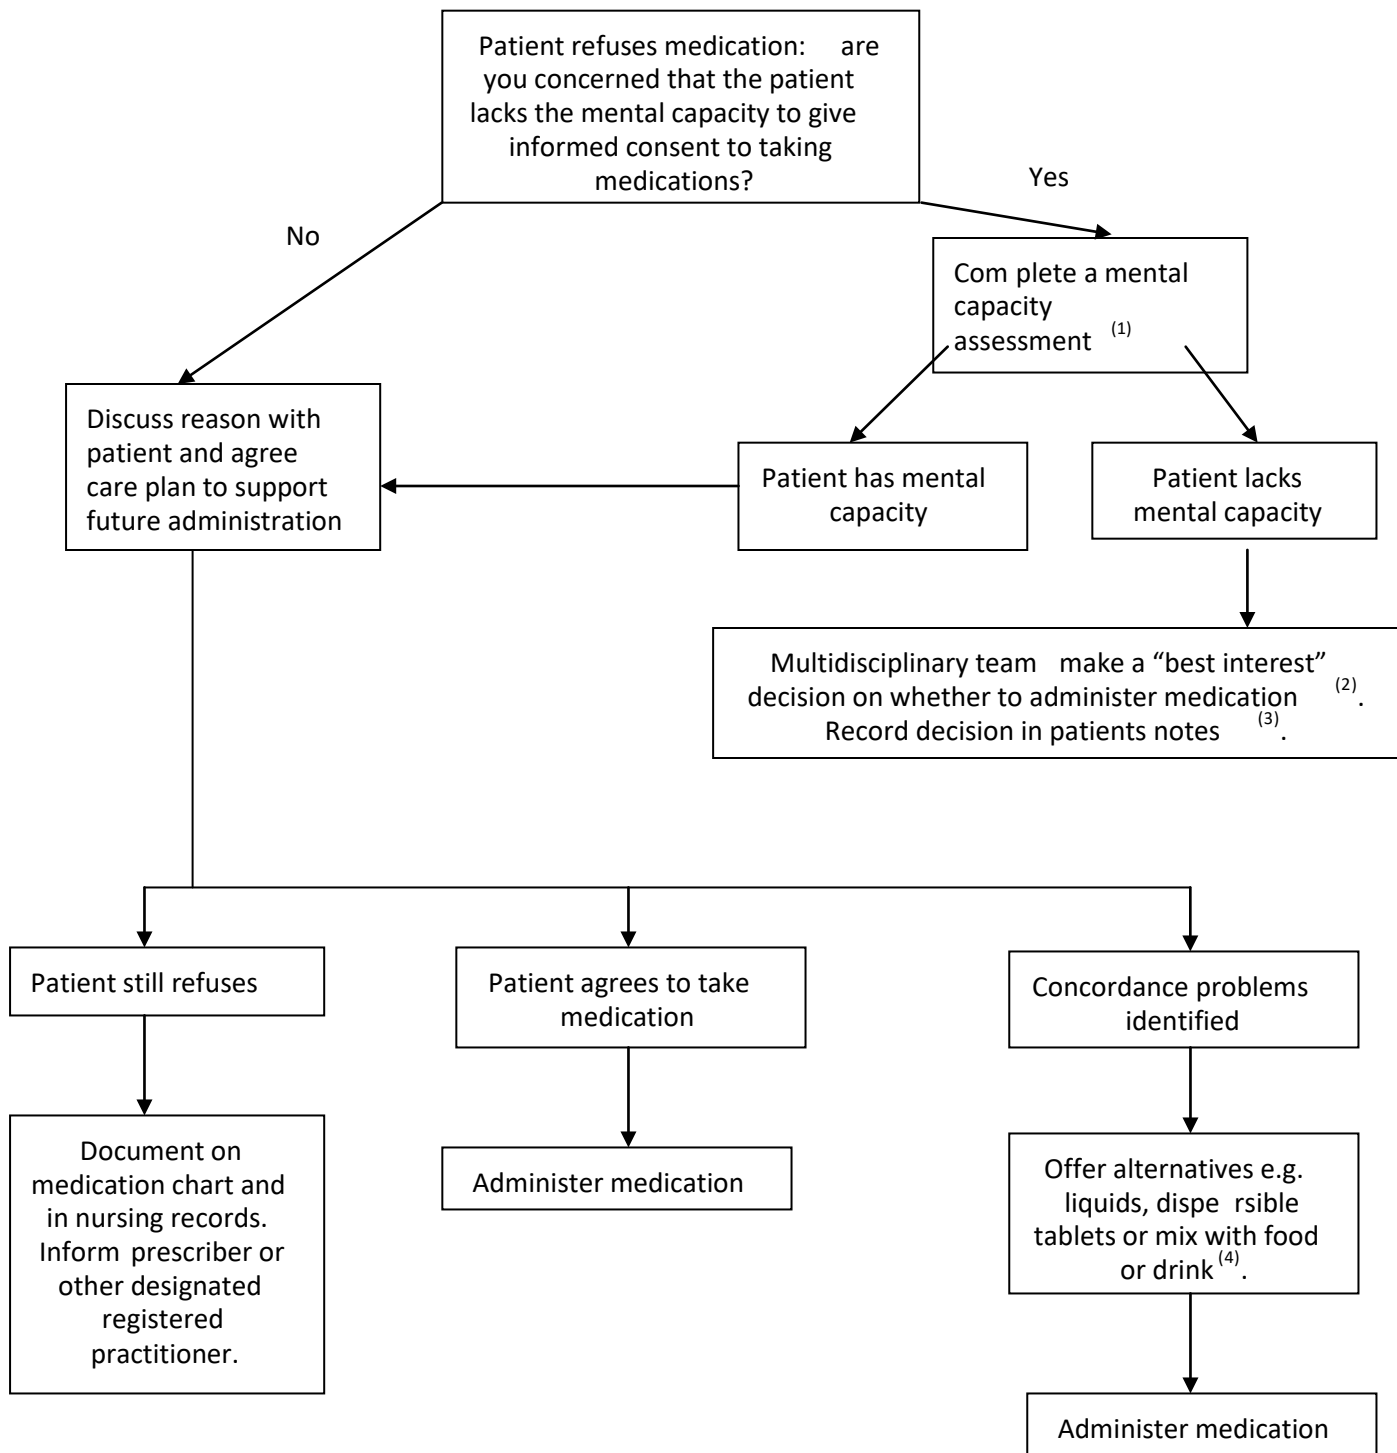 Patient refuses medication: are
you concerned that the patient
lacks the mental capacity to give
informed consent to taking
medications?
Yes
No
Com plete a mental
capacity
assessment (1)
Discuss reason with
patient and agree
care plan to support
future administration
Patient has mental
capacity
Patient lacks
mental capacity
Multidisciplinary team make a “best interest”
decision on whether to administer medication (2).
Record decision in patients notes (3).
Patient still refuses
Patient agrees to take
medication
Concordance problems
identified
Document on
medication chart and
in nursing records.
Inform prescriber or
other designated
registered
practitioner.
Administer medication
Offer alternatives e.g.
liquids, dispe rsible
tablets or mix with food
or drink (4).
Administer medication